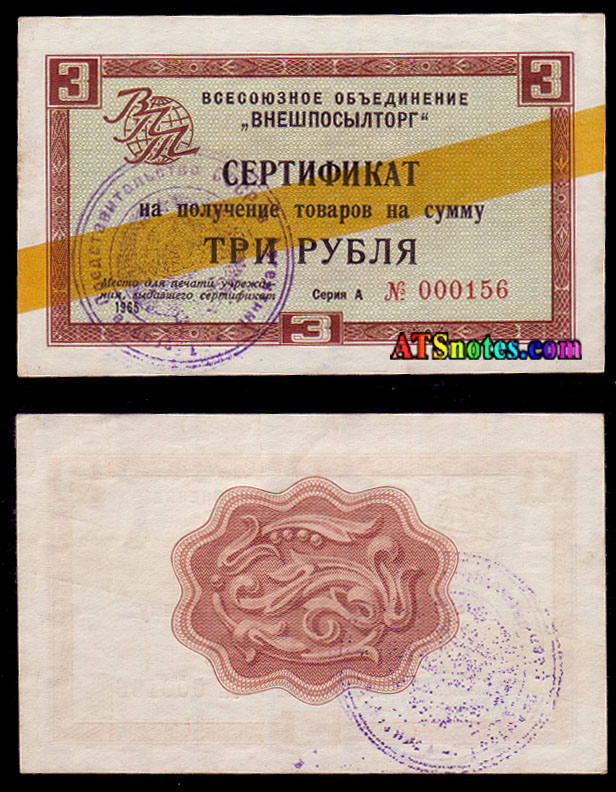 3 3
ВПТ
ВСЕСОЮЗНОЕ ОБЪЕДИНЕНИЕ
„ВНЕШПОСЫЛТОРГ“
СЕРТИФИКАТ
на получение товаров на сумму
ТРИ РУБЛЯ
Место для печати учрежде-
ния, выдавшего сертификат
1965
Серия А № 000156
3
ATSnotes.com